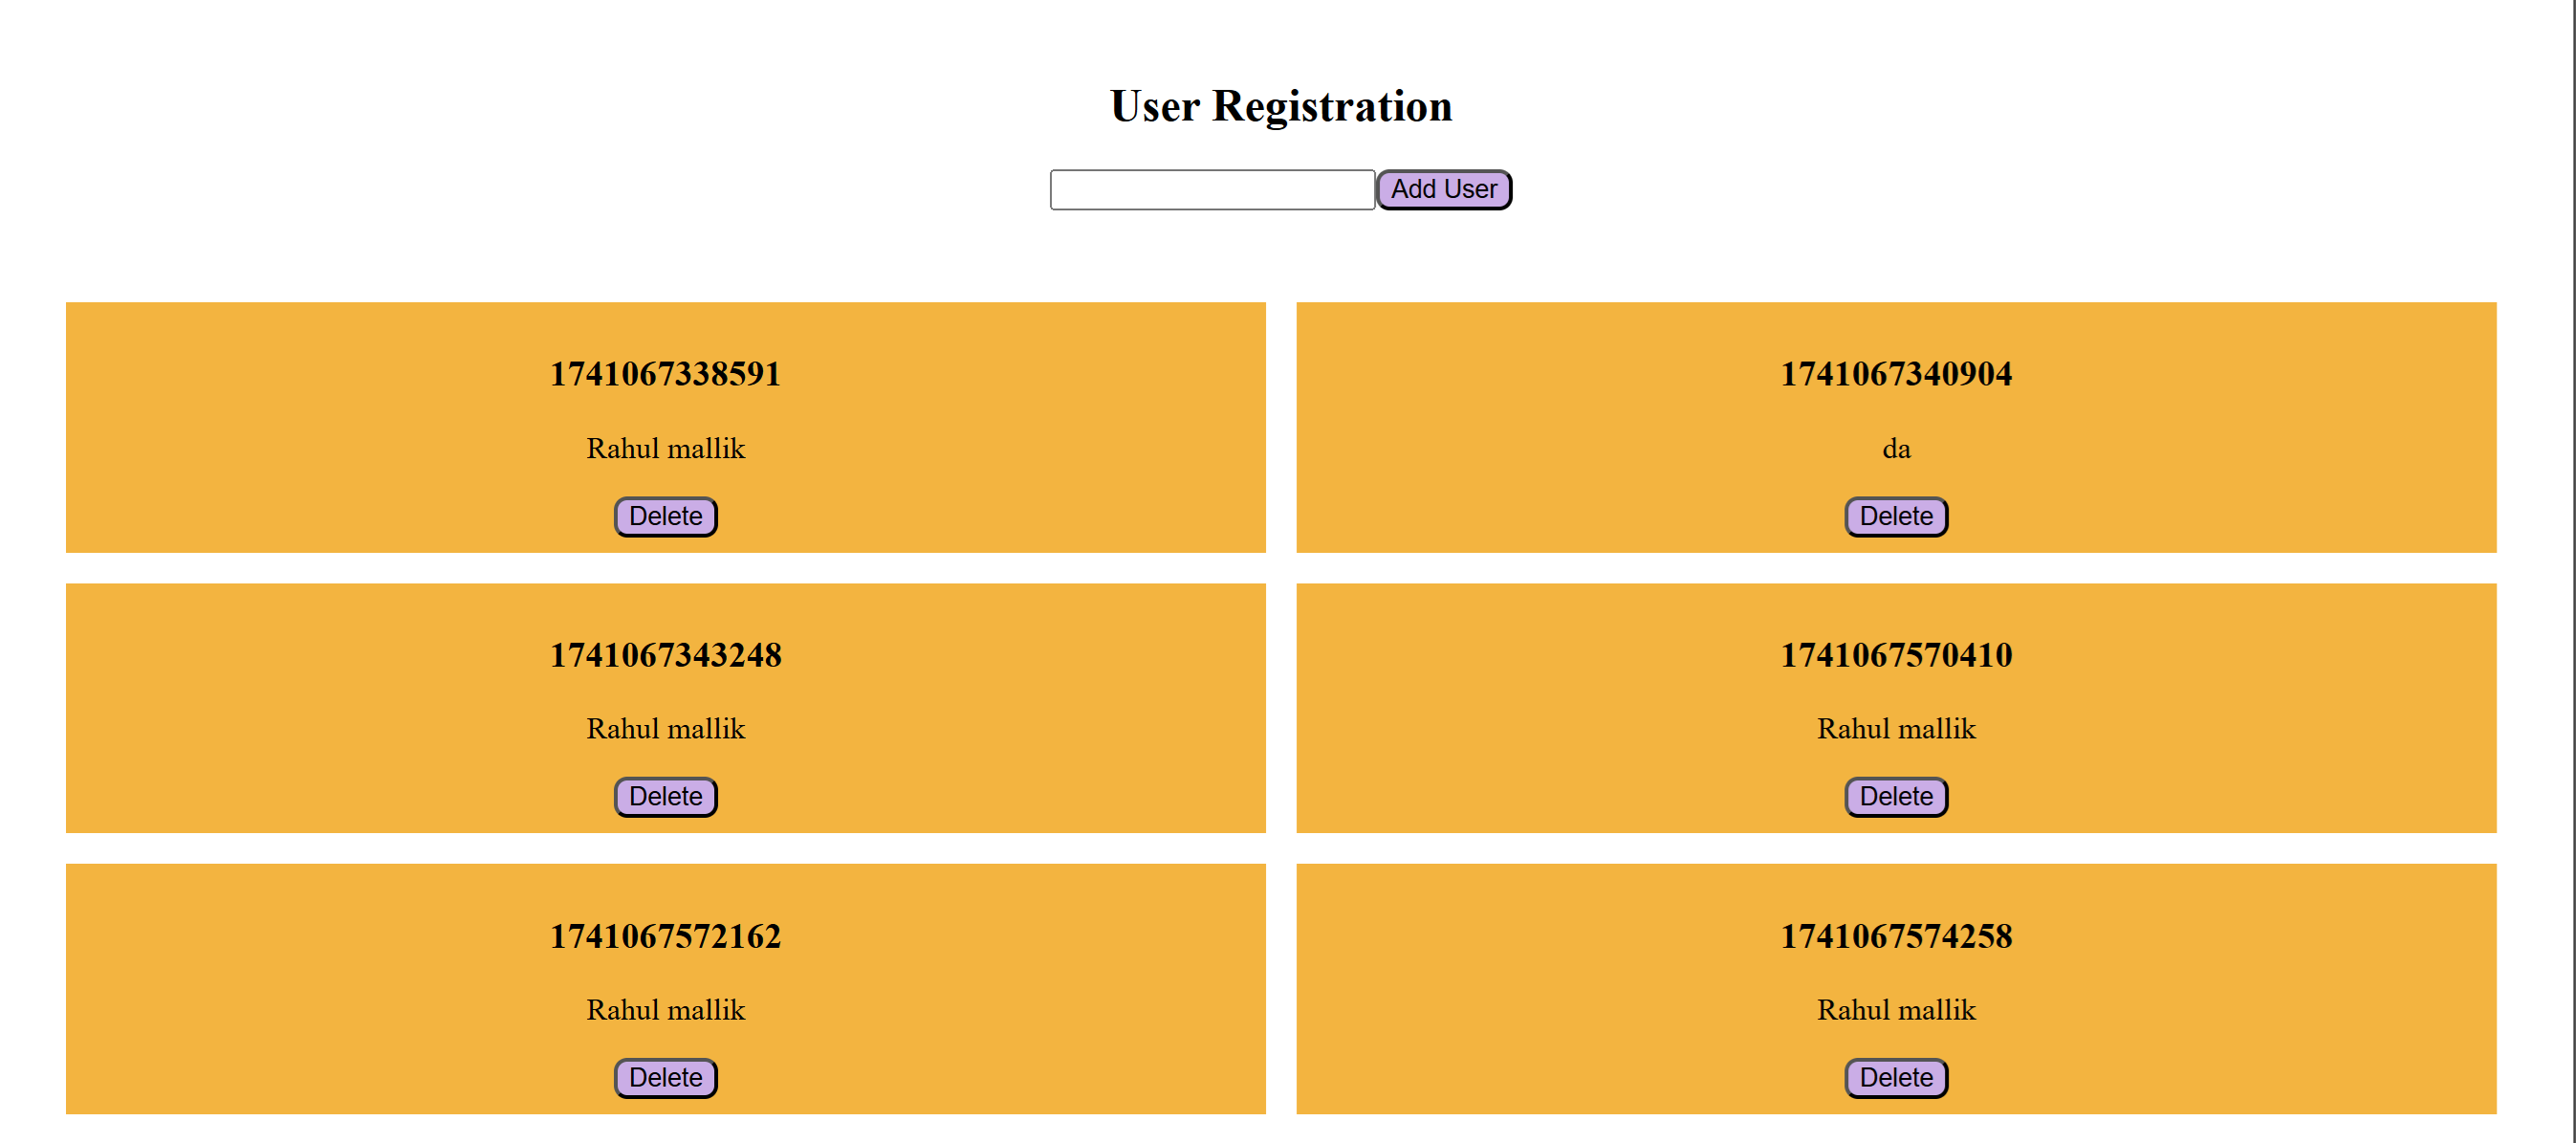 User Registration
Add User
1741067338591
Rahul mallik
Delete
1741067340904
da
Delete
1741067343248
Rahul mallik
Delete
1741067570410
Rahul mallik
Delete
1741067572162
Rahul mallik
Delete
1741067574258
Rahul mallik
Delete